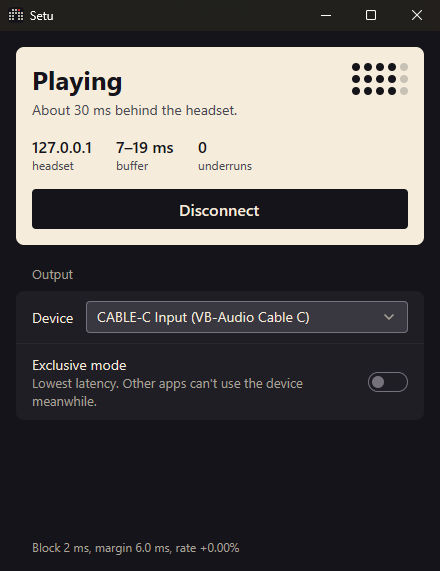 Setu
Playing
About 30 ms behind the headset.
127.0.0.1 7–19 ms 0
headset buffer underruns
Disconnect
Output
Device CABLE-C Input (VB-Audio Cable C)
Exclusive mode
Lowest latency. Other apps can't use the device
meanwhile.
Block 2 ms, margin 6.0 ms, rate +0.00%